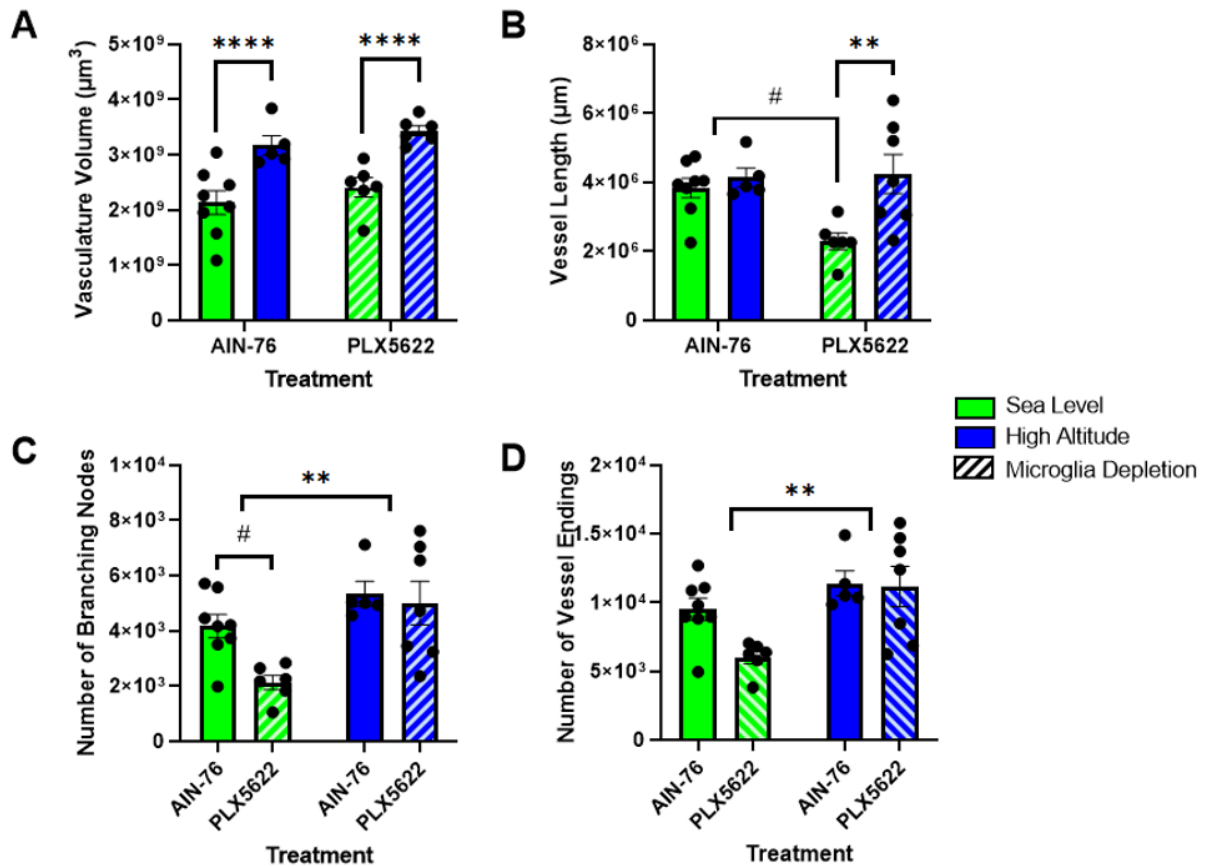 A
Vasculature Volume (µm³)
5×10⁹
4×10⁹
3×10⁹
2×10⁹
1×10⁹
0
****
****
AIN-76
PLX5622
Treatment
B
Vessel Length (µm)
8×10⁶
6×10⁶
4×10⁶
2×10⁶
0
#
**
AIN-76
PLX5622
Treatment
Sea Level
High Altitude
Microglia Depletion
C
Number of Branching Nodes
1×10⁴
8×10³
6×10³
4×10³
2×10³
0
#
**
AIN-76
PLX5622
AIN-76
PLX5622
Treatment
D
Number of Vessel Endings
2×10⁴
1.5×10⁴
1×10⁴
5×10³
0
**
AIN-76
PLX5622
AIN-76
PLX5622
Treatment